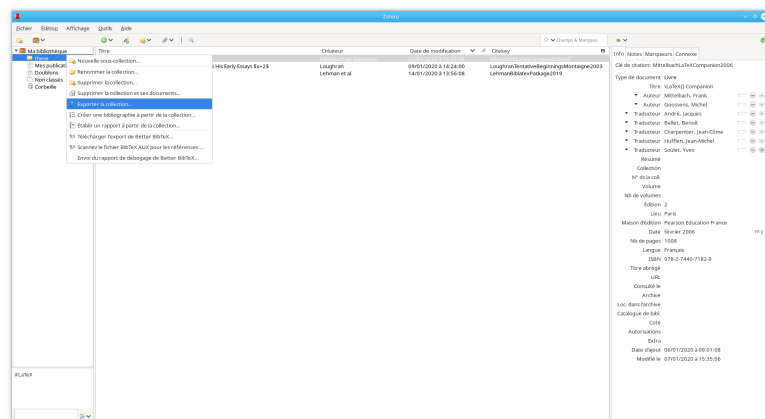 Zotero
Fichier Édition Affichage Outils Aide
Champs & Marqueurs
Ma bibliothèque
these
Mes publicati
Doublons
Non classés
Corbeille
Titre Créateur Date de modification Citekey
n His Early Essays $x+2$ Loughran 09/01/2020 à 14:24:00 LoughranTentativeBeginningsMontaigne2003
Lehman et al. 14/01/2020 à 13:56:08 LehmanBiblatexPackage2019
Nouvelle sous-collection...
Renommer la collection...
Supprimer la collection...
Supprimer la collection et ses documents...
Exporter la collection...
Créer une bibliographie à partir de la collection...
Établir un rapport à partir de la collection...
Télécharger l'export de Better BibTeX...
Scannez le fichier BibTeX AUX pour les références ...
Envoi du rapport de débogage de Better BibTeX...
#LaTeX
Info Notes Marqueurs Connexe
Clé de citation: MittelbachLaTeXCompanion2006
Type de document Livre
Titre \LaTeX{} Companion
Auteur Mittelbach, Frank
Auteur Goossens, Michel
Traducteur André, Jacques
Traducteur Bellet, Benoît
Traducteur Charpentier, Jean-Côme
Traducteur Hufflen, Jean-Michel
Traducteur Soulet, Yves
Résumé
Collection
N° ds la coll.
Volume
Nb de volumes
Édition 2
Lieu Paris
Maison d'édition Pearson Education France
Date février 2006 m y
Nb de pages 1008
Langue Français
ISBN 978-2-7440-7182-9
Titre abrégé
URL
Consulté le
Archive
Loc. dans l'archive
Catalogue de bibl.
Cote
Autorisations
Extra
Date d'ajout 06/01/2020 à 09:01:08
Modifié le 07/01/2020 à 15:35:06